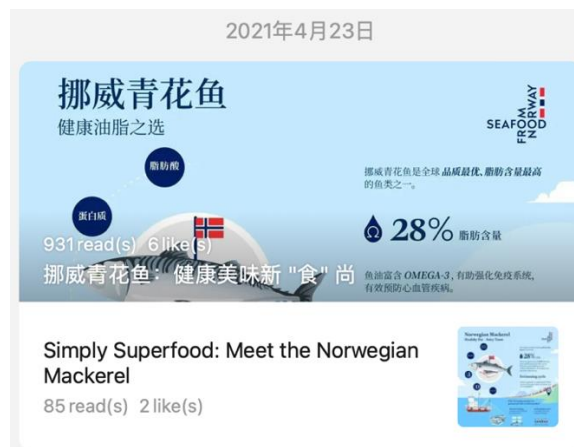 2021年4月23日
挪威青花鱼
健康油脂之选
SEAFOOD
FROM
NORWAY
脂肪酸
蛋白质
挪威青花鱼是全球品质最优、脂肪含量最高
的鱼类之一。
28% 脂肪含量
931 read(s) 6 like(s)
挪威青花鱼：健康美味新 "食" 尚
鱼油富含 OMEGA-3，有助强化免疫系统，
有效预防心血管疾病。
Simply Superfood: Meet the Norwegian
Mackerel
85 read(s) 2 like(s)
Norwegian Mackerel
28%